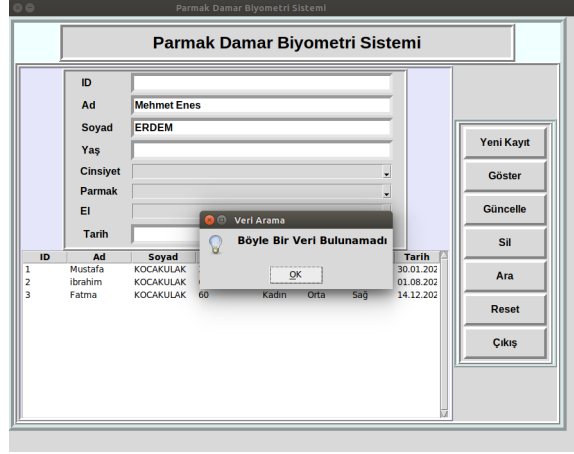 Parmak Damar Biyometri Sistemi
Parmak Damar Biyometri Sistemi
ID
Ad Mehmet Enes
Soyad ERDEM
Yaş
Cinsiyet
Parmak
El
Tarih
Veri Arama
Böyle Bir Veri Bulunamadı
OK
ID Ad Soyad Tarih
1 Mustafa KOCAKULAK 30.01.202
2 ibrahim KOCAKULAK 01.08.202
3 Fatma KOCAKULAK 60 Kadın Orta Sağ 14.12.202
Yeni Kayıt
Göster
Güncelle
Sil
Ara
Reset
Çıkış